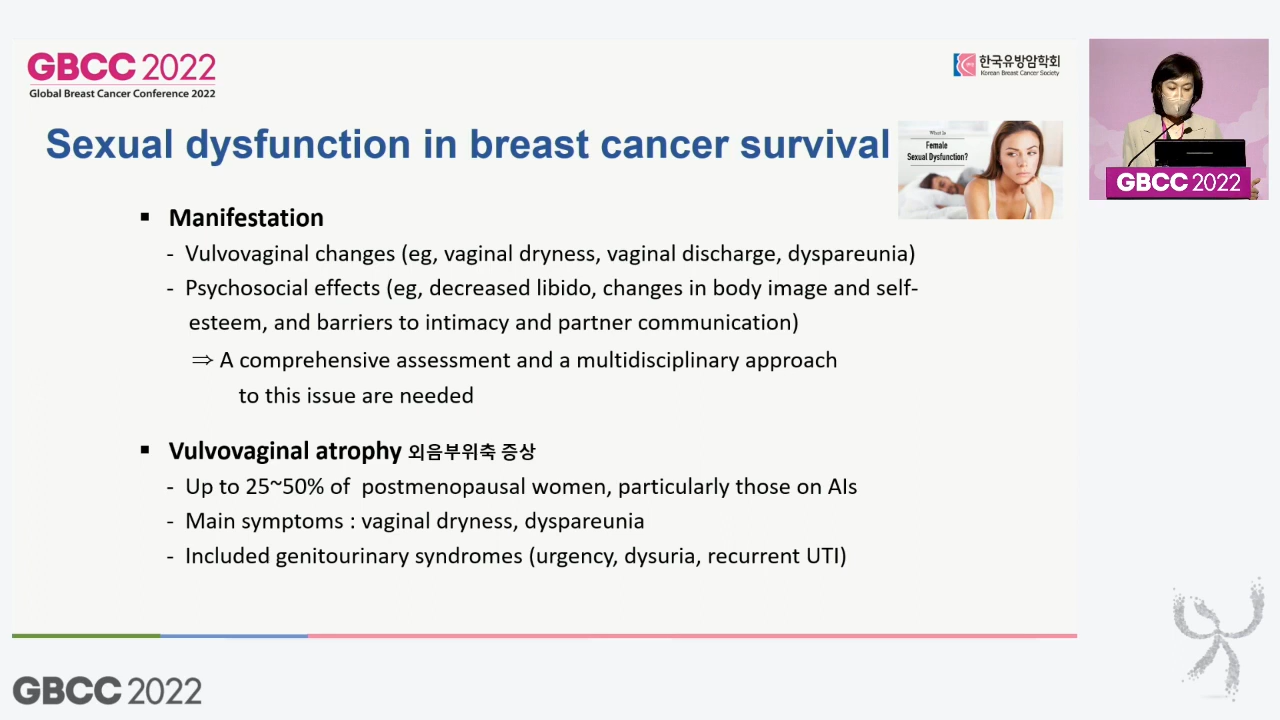 GBCC 2022
Global Breast Cancer Conference 2022
한국유방암학회
Korean Breast Cancer Society
Sexual dysfunction in breast cancer survival
What is
Female
Sexual Dysfunction?
GBCC 2022
▪ Manifestation
- Vulvovaginal changes (eg, vaginal dryness, vaginal discharge, dyspareunia)
- Psychosocial effects (eg, decreased libido, changes in body image and self-
esteem, and barriers to intimacy and partner communication)
⇒ A comprehensive assessment and a multidisciplinary approach
to this issue are needed
▪ Vulvovaginal atrophy 외음부위축 증상
- Up to 25~50% of postmenopausal women, particularly those on AIs
- Main symptoms : vaginal dryness, dyspareunia
- Included genitourinary syndromes (urgency, dysuria, recurrent UTI)
GBCC 2022